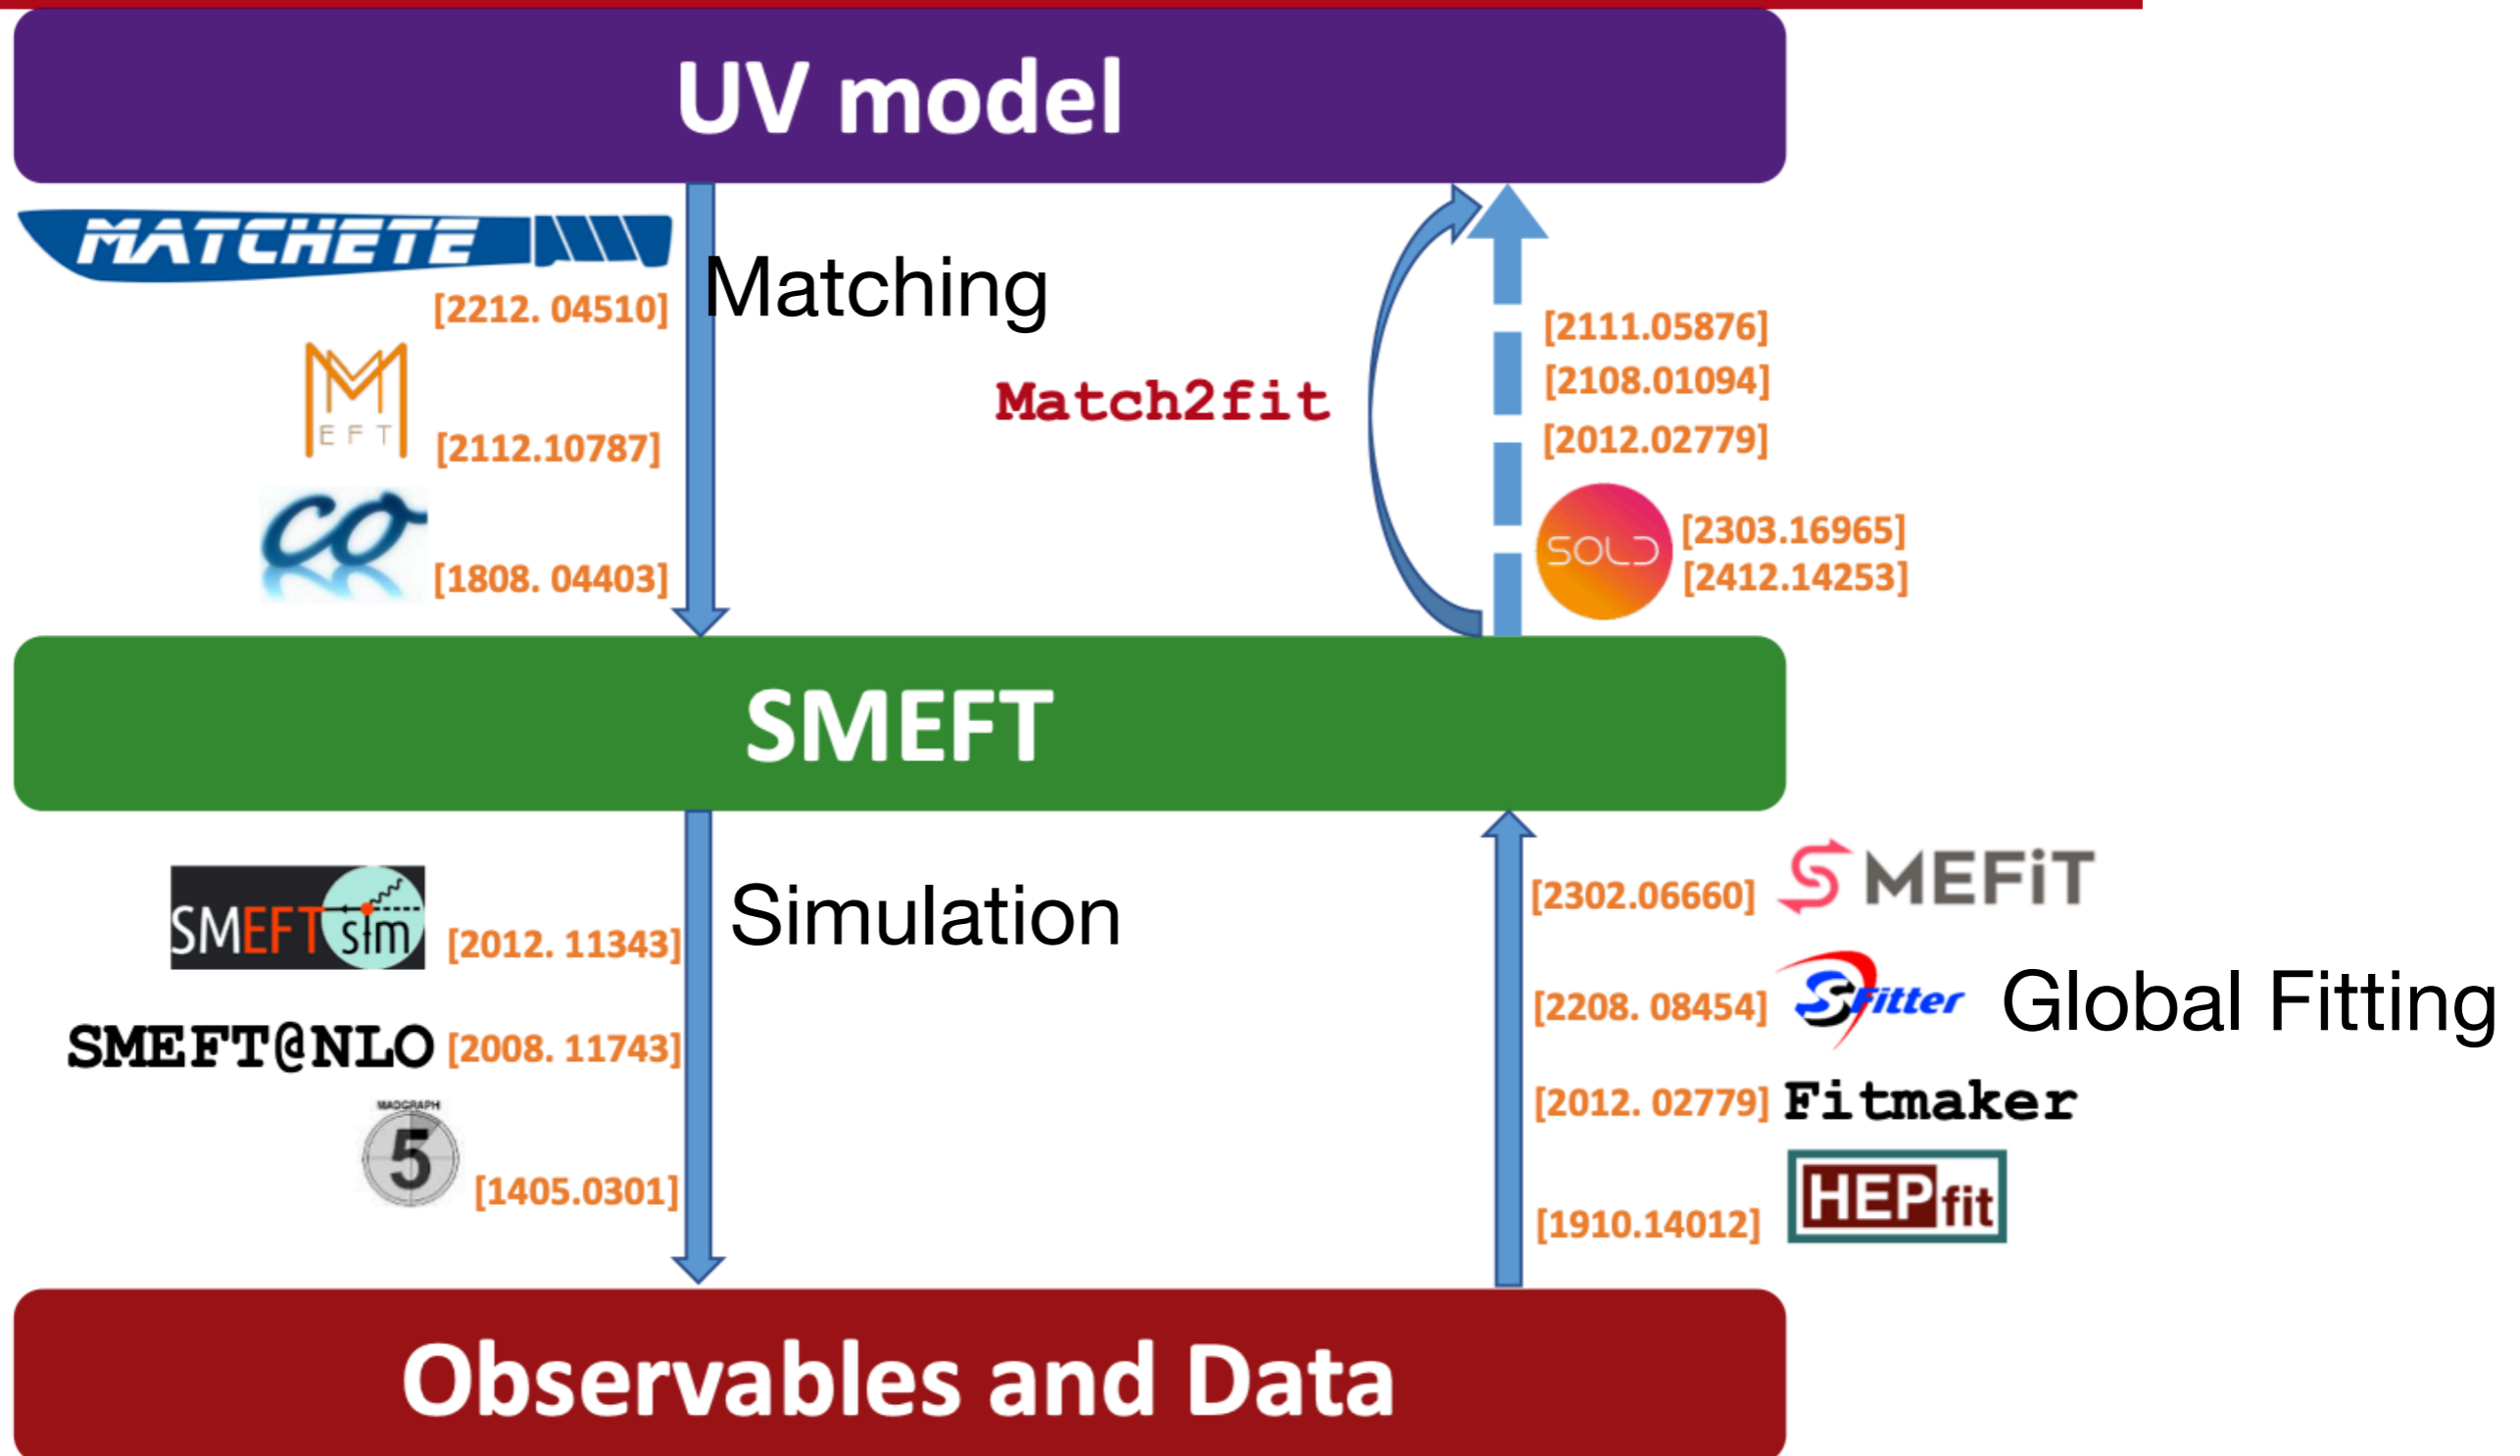 UV model
MATCHETE
[2212. 04510]
Matching
M
EFT
[2112.10787]
co
[1808. 04403]
Match2fit
[2111.05876]
[2108.01094]
[2012.02779]
SOLD
[2303.16965]
[2412.14253]
SMEFT
SMEFTsim
[2012. 11343]
Simulation
SMEFT@NLO [2008. 11743]
MADGRAPH
5
[1405.0301]
[2302.06660] SMEFiT
[2208. 08454] SFitter
Global Fitting
[2012. 02779] Fitmaker
[1910.14012] HEPfit
Observables and Data